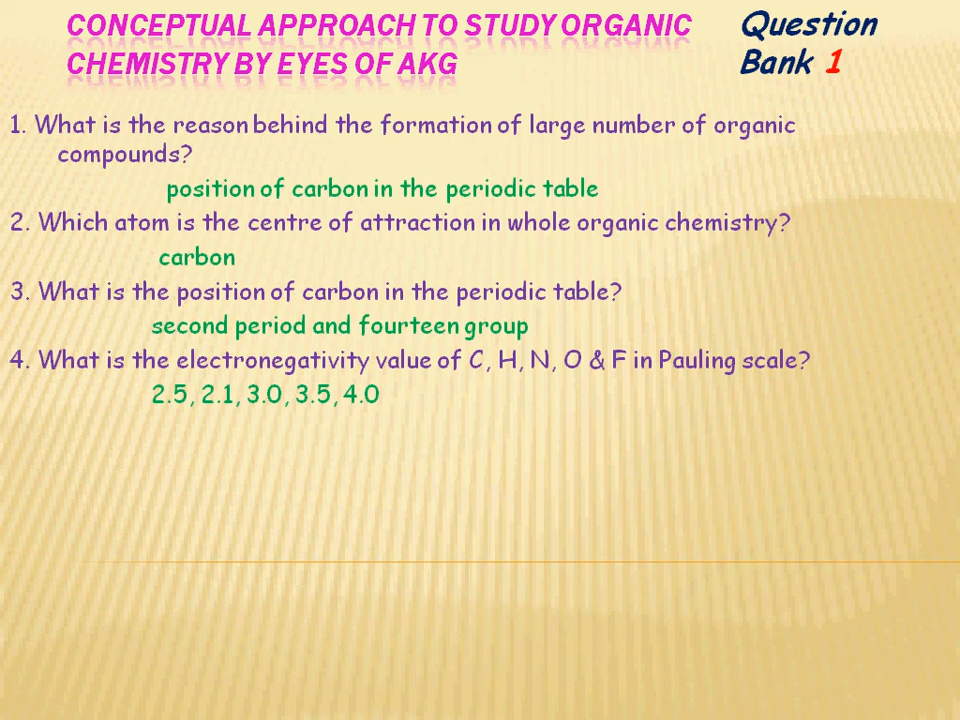 CONCEPTUAL APPROACH TO STUDY ORGANIC
CHEMISTRY BY EYES OF AKG
Question
Bank 1
1. What is the reason behind the formation of large number of organic
compounds?
position of carbon in the periodic table
2. Which atom is the centre of attraction in whole organic chemistry?
carbon
3. What is the position of carbon in the periodic table?
second period and fourteen group
4. What is the electronegativity value of C, H, N, O & F in Pauling scale?
2.5, 2.1, 3.0, 3.5, 4.0